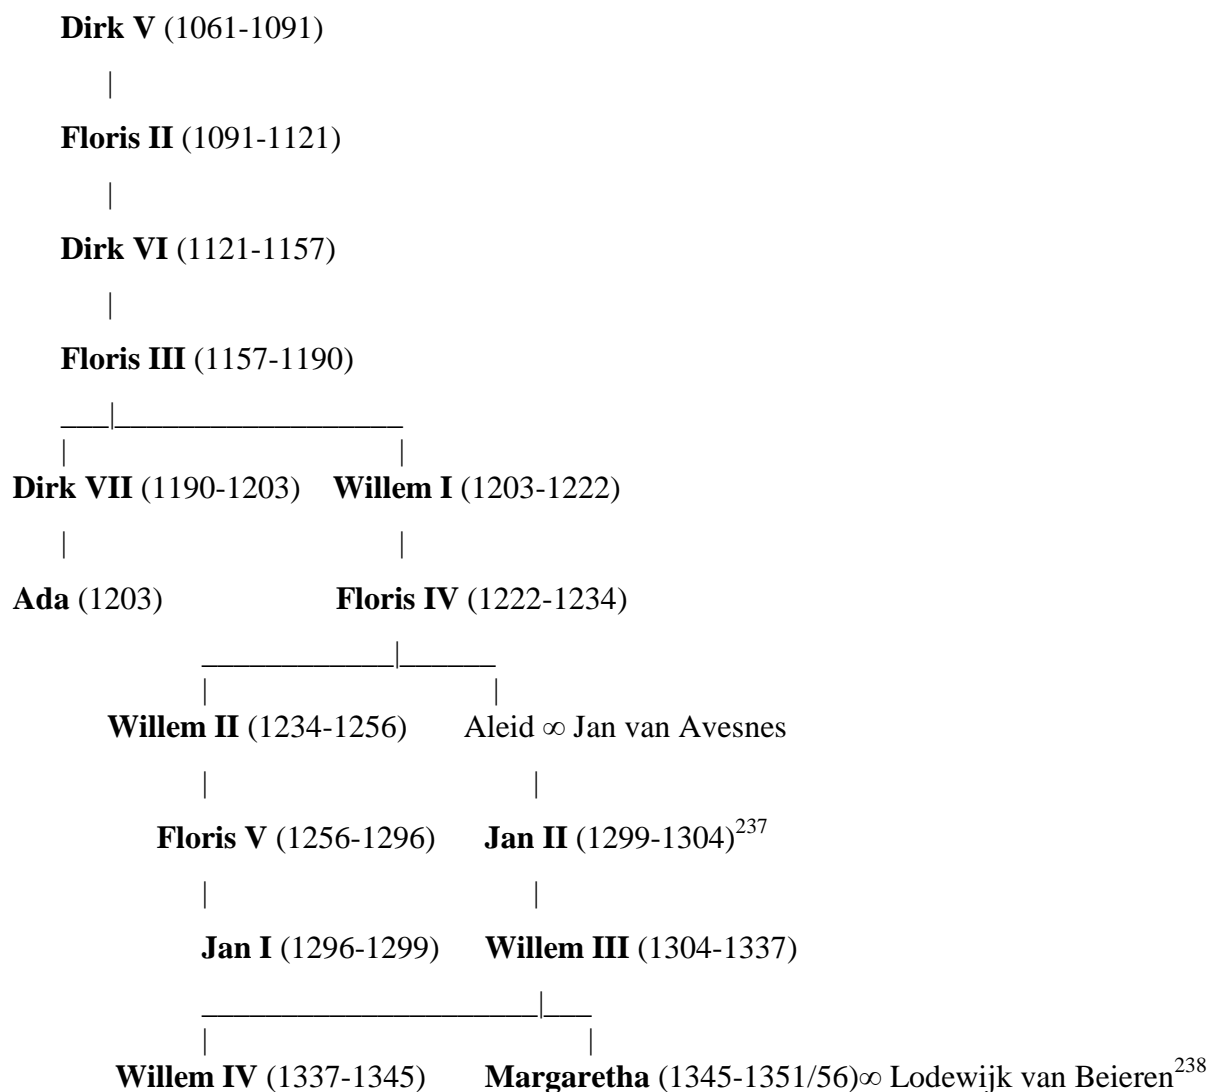 Dirk V (1061-1091)
Floris II (1091-1121)
Dirk VI (1121-1157)
Floris III (1157-1190)
Dirk VII (1190-1203) Willem I (1203-1222)
Ada (1203) Floris IV (1222-1234)
Willem II (1234-1256) Aleid ∞ Jan van Avesnes
Floris V (1256-1296) Jan II (1299-1304)237
Jan I (1296-1299) Willem III (1304-1337)
Willem IV (1337-1345) Margaretha (1345-1351/56)∞ Lodewijk van Beieren238